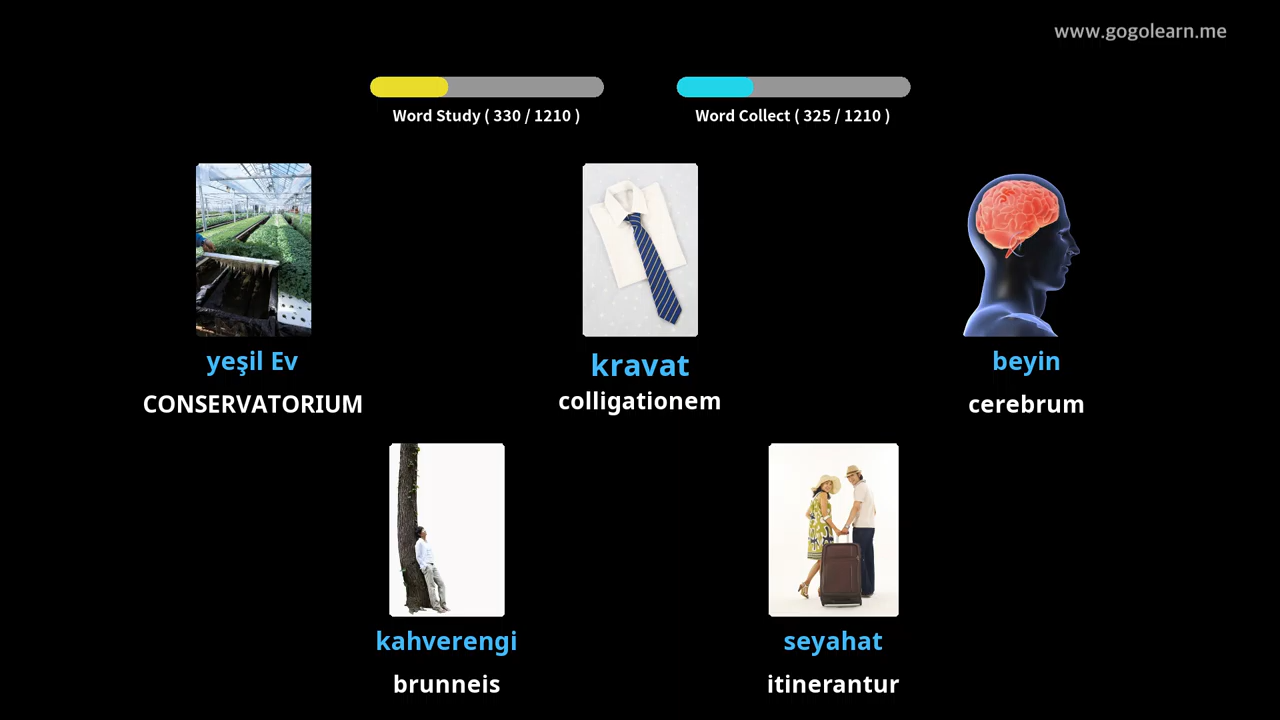 www.gogolearn.me
Word Study ( 330 / 1210 )
Word Collect ( 325 / 1210 )
yeşil Ev
CONSERVATORIUM
kravat
colligationem
beyin
cerebrum
kahverengi
brunneis
seyahat
itinerantur